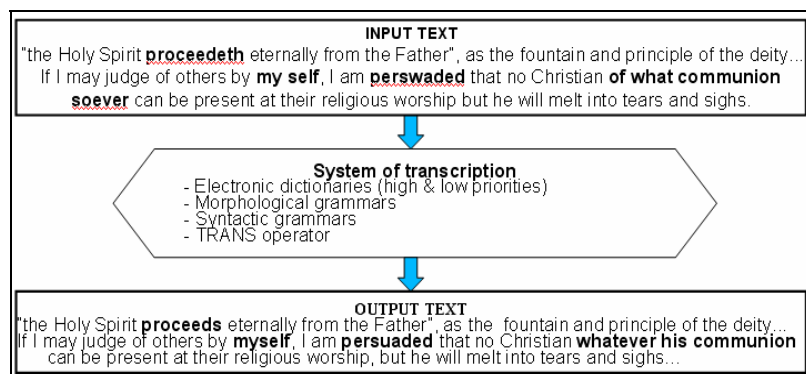 INPUT TEXT
"the Holy Spirit proceedeth eternally from the Father", as the fountain and principle of the deity...
If I may judge of others by my self, I am perswaded that no Christian of what communion
soever can be present at their religious worship but he will melt into tears and sighs.
System of transcription
- Electronic dictionaries (high & low priorities)
- Morphological grammars
- Syntactic grammars
- TRANS operator
OUTPUT TEXT
"the Holy Spirit proceeds eternally from the Father", as the fountain and principle of the deity...
If I may judge of others by myself, I am persuaded that no Christian whatever his communion
can be present at their religious worship, but he will melt into tears and sighs...